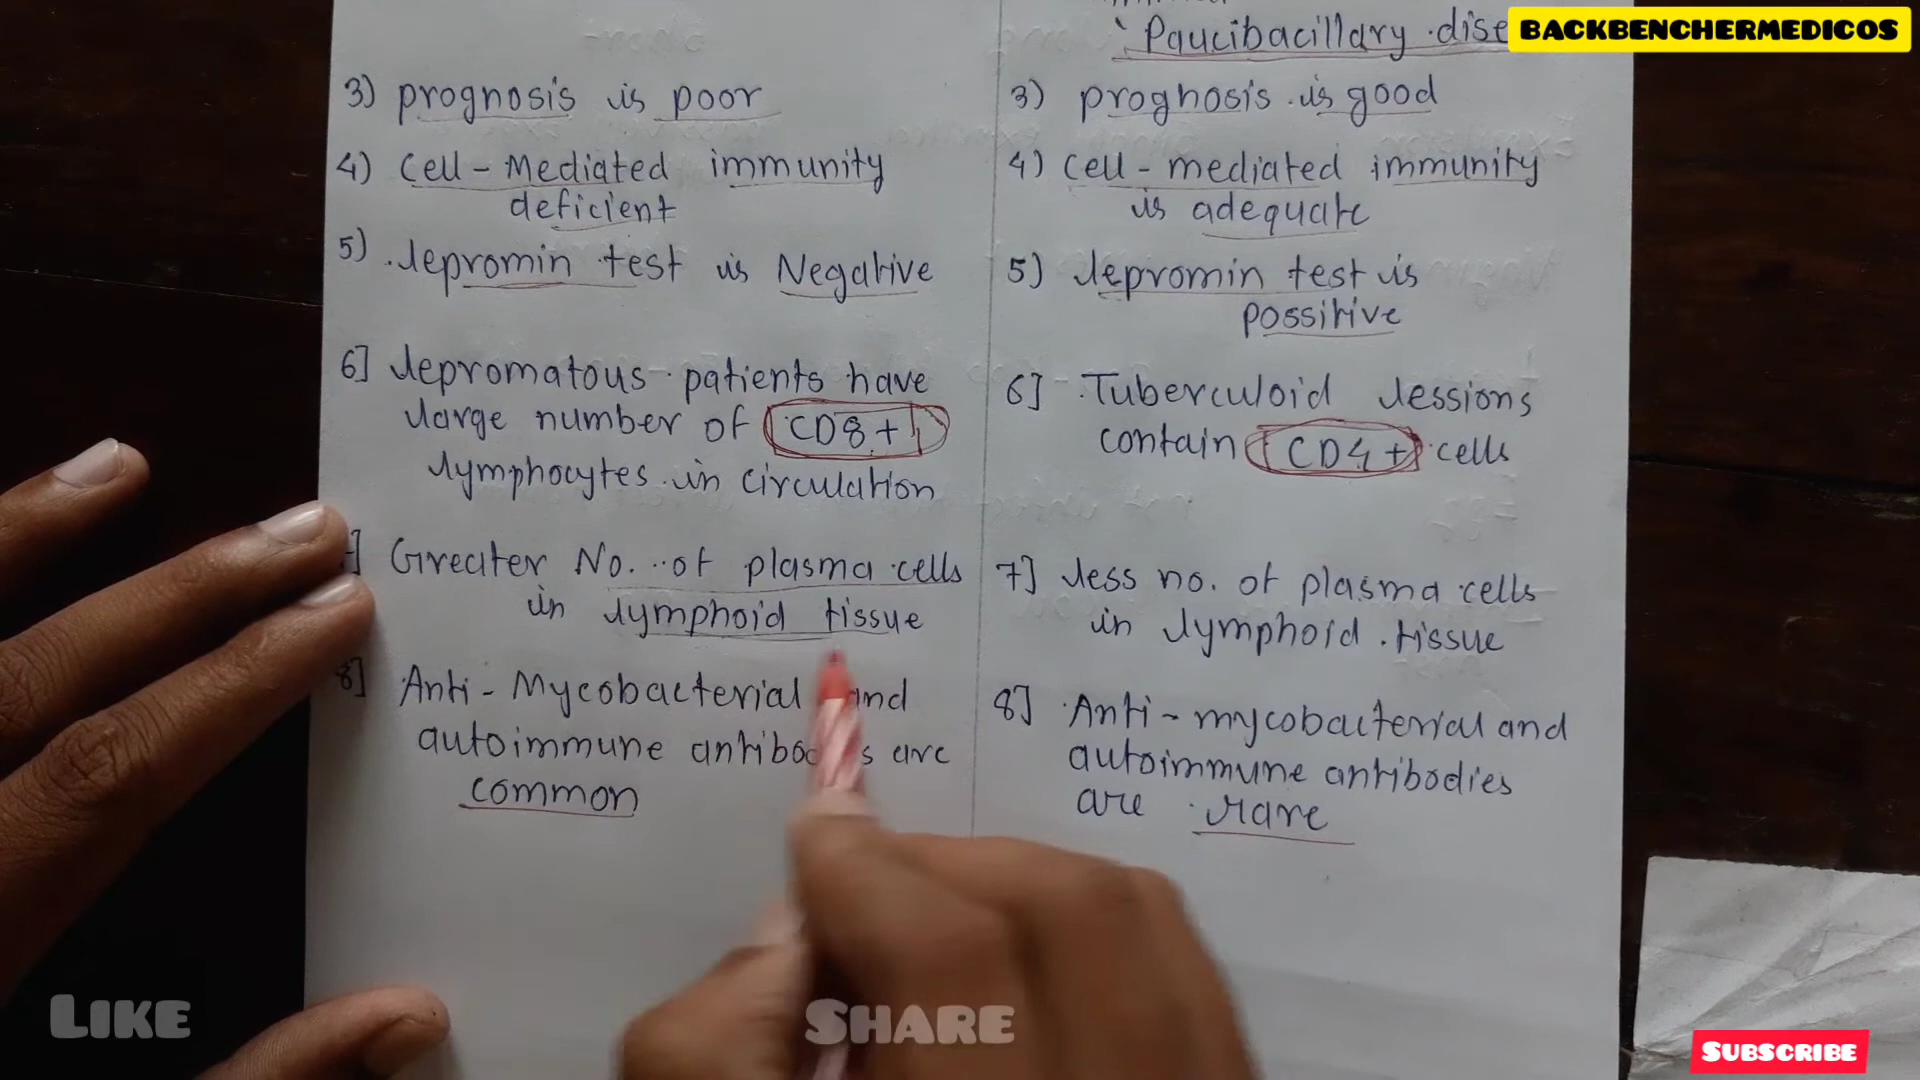 Paucibacillary dise
BACKBENCHERMEDICOS
3) prognosis is poor
4) Cell-Mediated immunity
deficient
5) lepromin test is Negative
6] lepromatous patients have
large number of CD8+
lymphocytes in circulation
] Greater No. of plasma cells
in lymphoid tissue
8] Anti-Mycobacterial and
autoimmune antibodies are
common
3) prognosis is good
4) cell-mediated immunity
is adequate
5) lepromin test is
possitive
6] Tuberculoid lessions
contain CD4+ cells
7] less no. of plasma cells
in lymphoid tissue
8] Anti-mycobacterial and
autoimmune antibodies
are rare
LIKE
SHARE
SUBSCRIBE